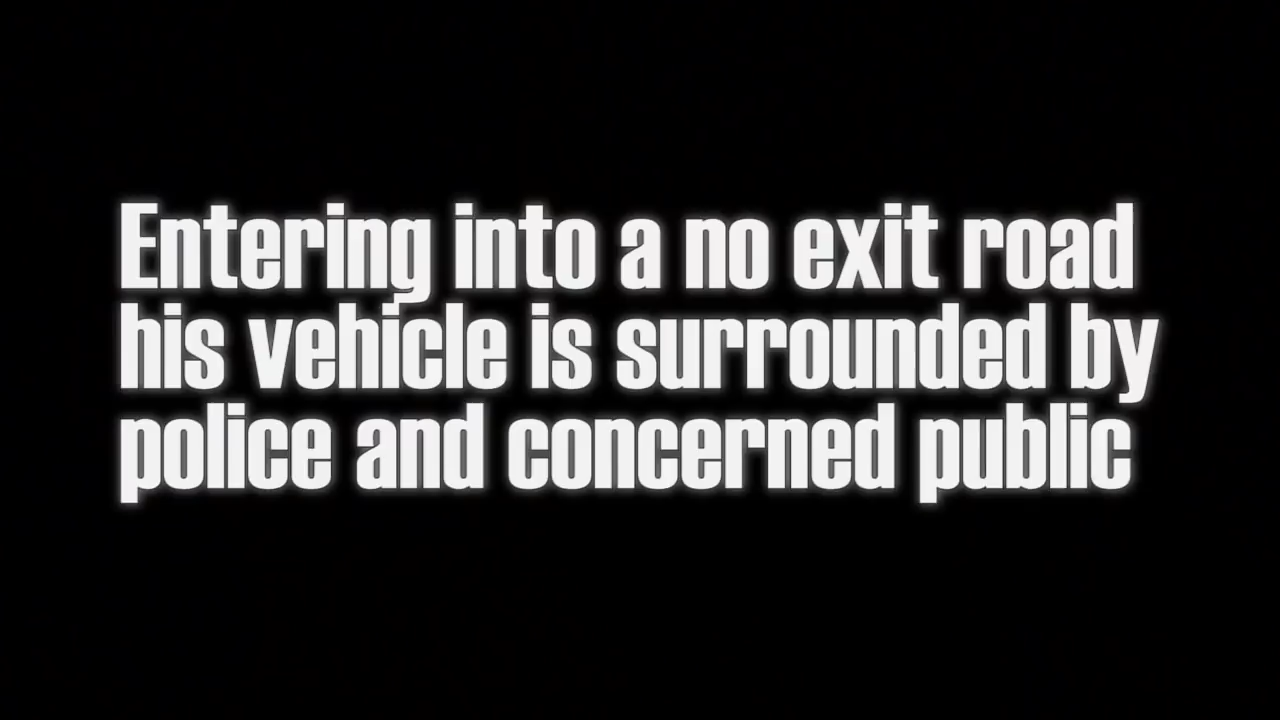 Entering into a no exit road
his vehicle is surrounded by
police and concerned public